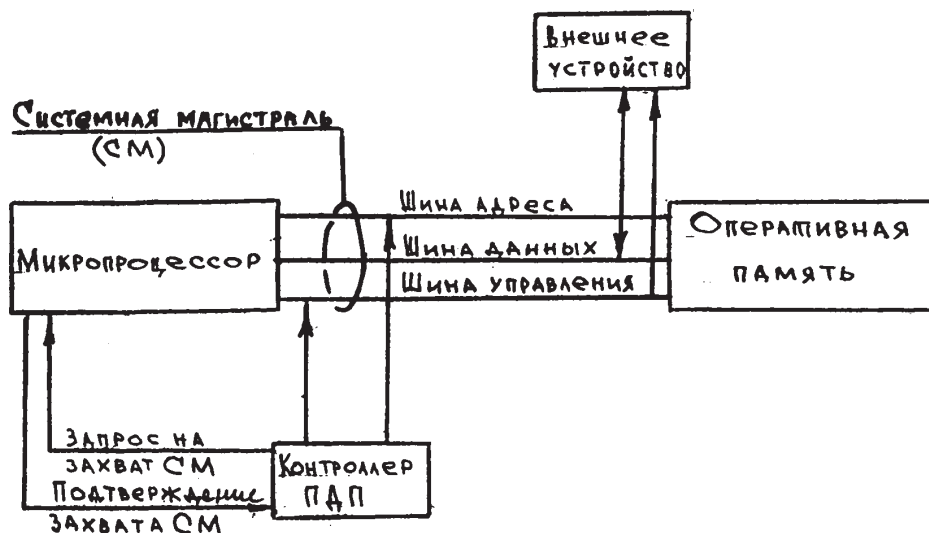 Внешнее
устройство
Системная магистраль
(СМ)
Шина адреса
Микропроцессор
Шина данных
Шина управления
Оперативная
память
Запрос на
захват СМ
Подтверждение
захвата СМ
Контроллер
ПДП